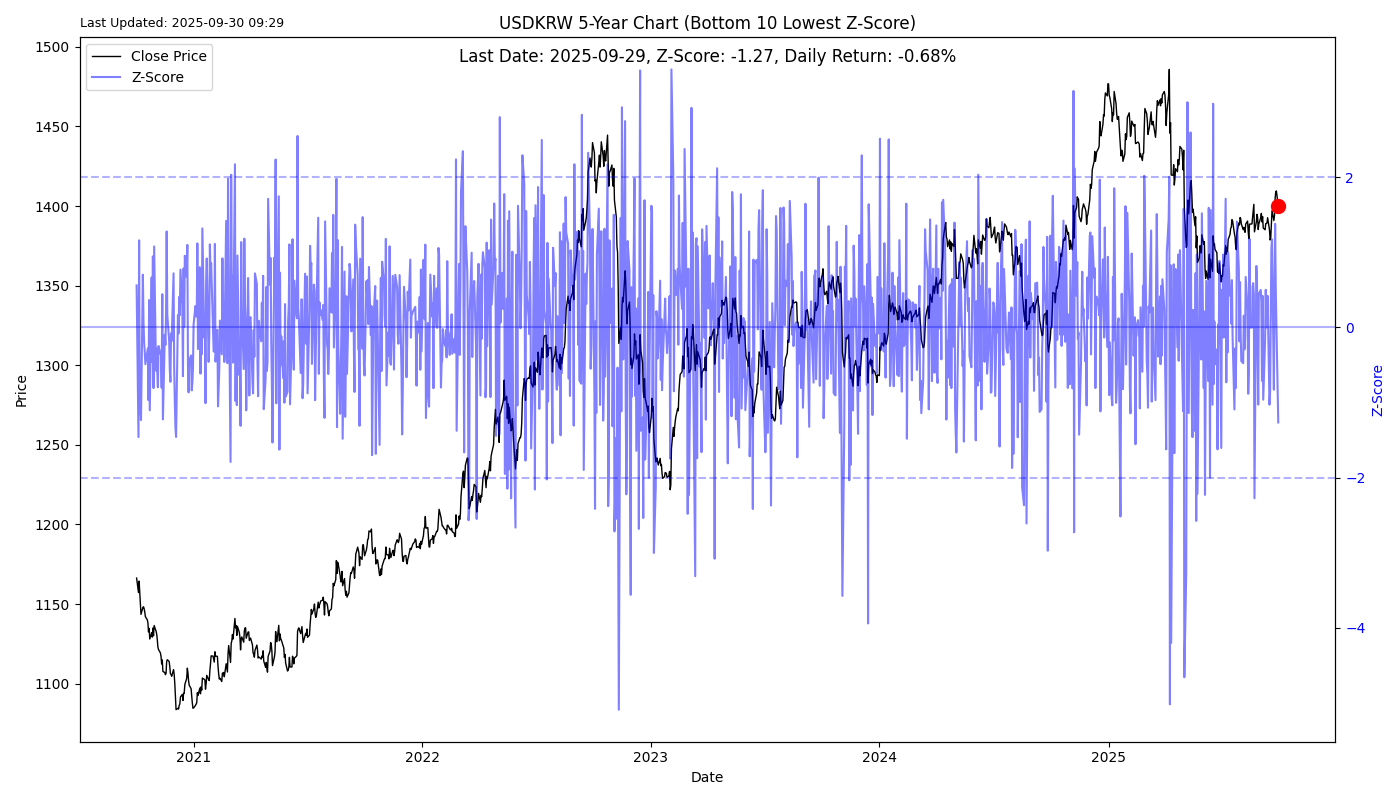 Last Updated: 2025-09-30 09:29
USDKRW 5-Year Chart (Bottom 10 Lowest Z-Score)
Last Date: 2025-09-29, Z-Score: -1.27, Daily Return: -0.68%
Close Price
Z-Score
1500
1450
1400
1350
1300
1250
1200
1150
1100
Price
2
0
−2
−4
Z-Score
2021
2022
2023
2024
2025
Date